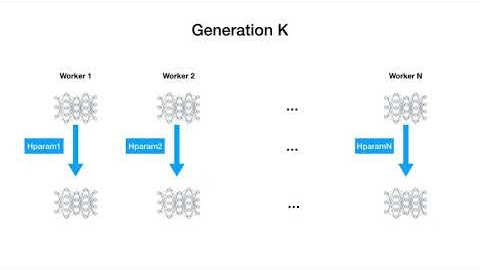 Generation K
Worker 1
Worker 2
Worker N
...
Hparam1
Hparam2
...
HparamN
...